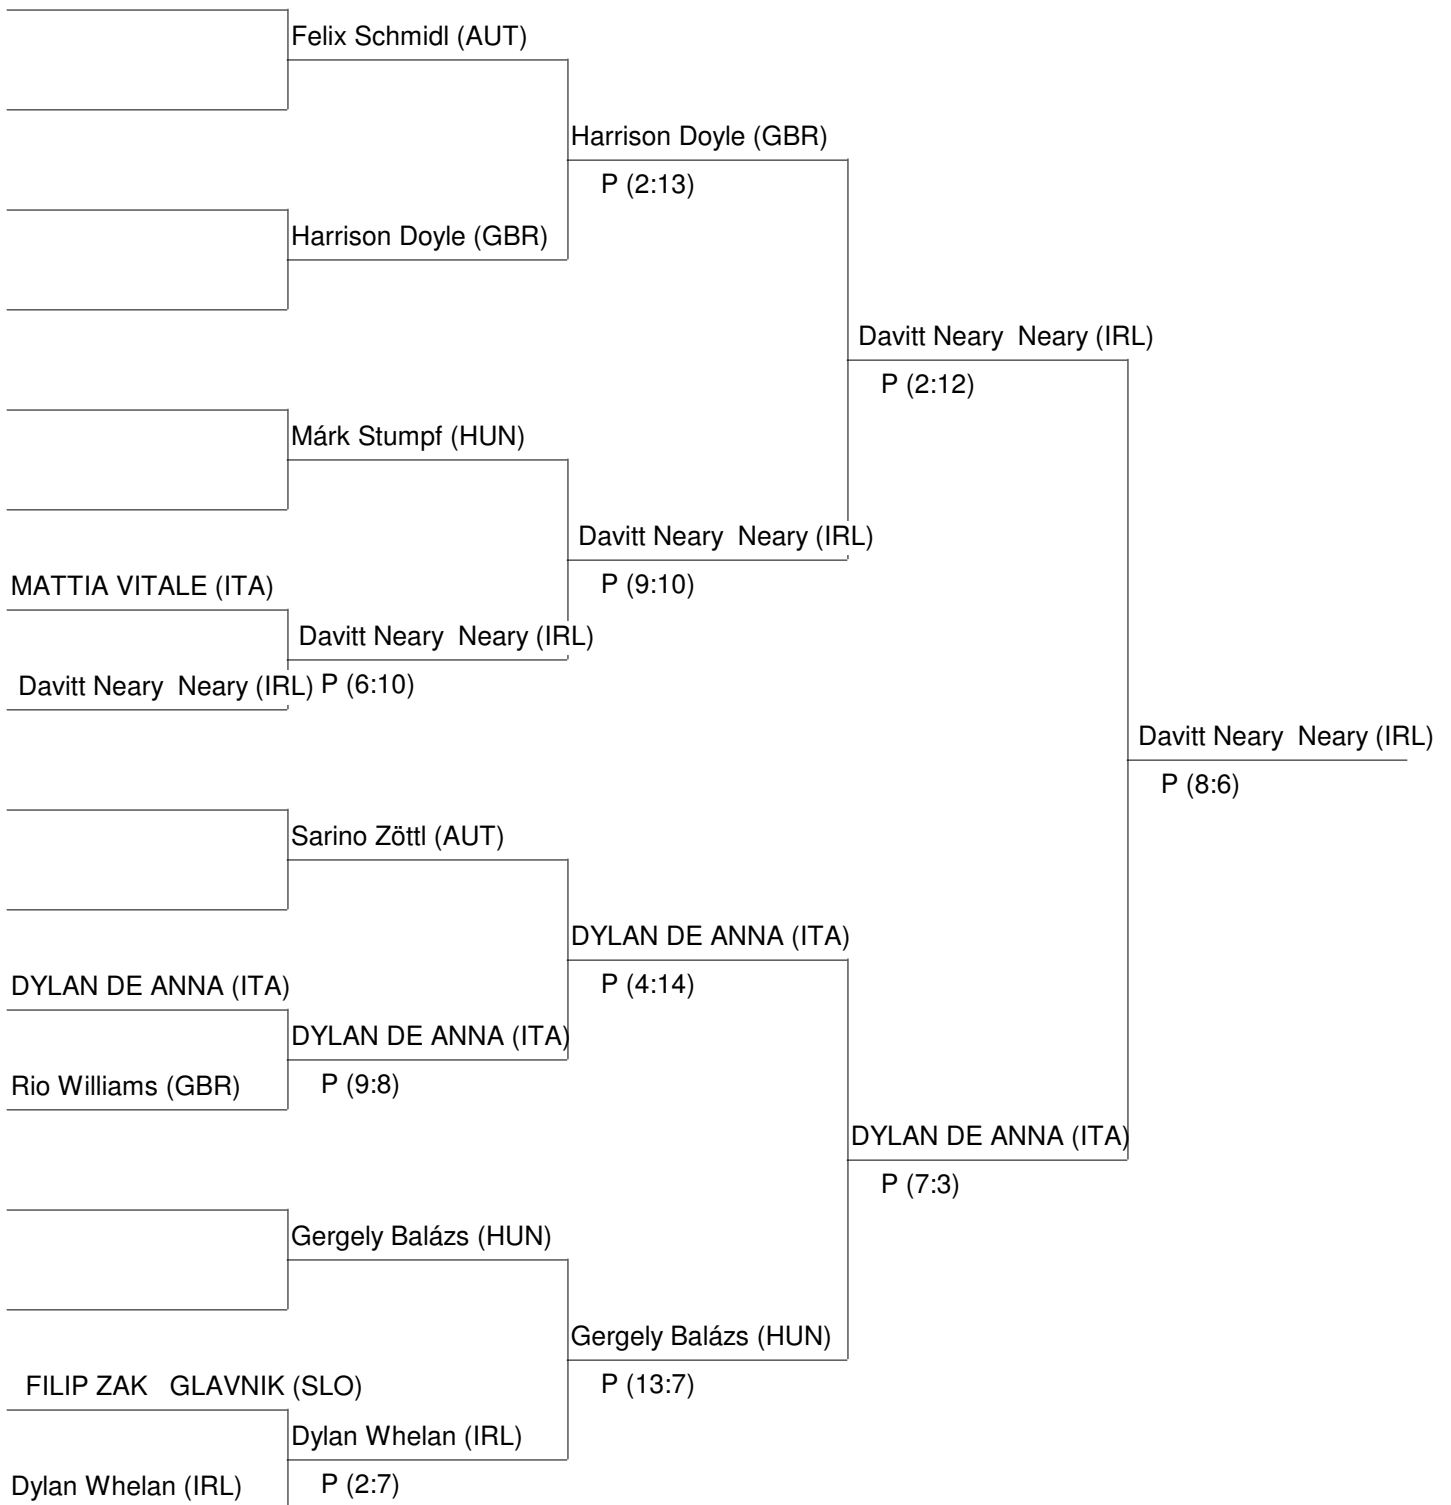 Felix Schmidl (AUT)
Harrison Doyle (GBR)
P (2:13)
Harrison Doyle (GBR)
Davitt Neary  Neary (IRL)
P (2:12)
Márk Stumpf (HUN)
Davitt Neary  Neary (IRL)
P (9:10)
MATTIA VITALE (ITA)
Davitt Neary  Neary (IRL)
Davitt Neary  Neary (IRL) P (6:10)
Davitt Neary  Neary (IRL)
P (8:6)
Sarino Zöttl (AUT)
DYLAN DE ANNA (ITA)
P (4:14)
DYLAN DE ANNA (ITA)
DYLAN DE ANNA (ITA)
Rio Williams (GBR) P (9:8)
DYLAN DE ANNA (ITA)
P (7:3)
Gergely Balázs (HUN)
Gergely Balázs (HUN)
P (13:7)
FILIP ZAK   GLAVNIK (SLO)
Dylan Whelan (IRL)
Dylan Whelan (IRL) P (2:7)